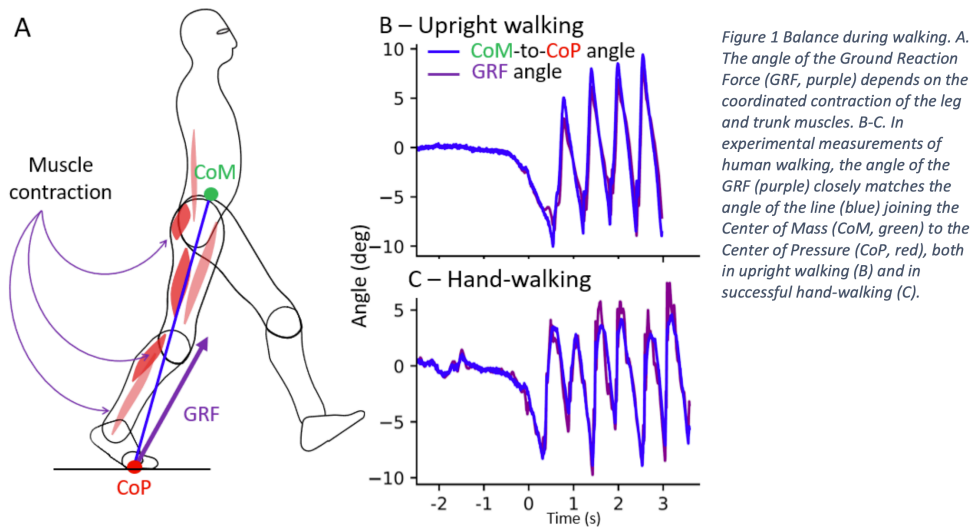 A
CoM
Muscle
contraction
GRF
CoP
B – Upright walking
CoM-to-CoP angle
GRF angle
10
5
0
−5
−10
Angle (deg)
C – Hand-walking
5
0
−5
−10
-2
-1
0
1
2
3
Time (s)
Figure 1 Balance during walking. A.
The angle of the Ground Reaction
Force (GRF, purple) depends on the
coordinated contraction of the leg
and trunk muscles. B-C. In
experimental measurements of
human walking, the angle of the
GRF (purple) closely matches the
angle of the line (blue) joining the
Center of Mass (CoM, green) to the
Center of Pressure (CoP, red), both
in upright walking (B) and in
successful hand-walking (C).